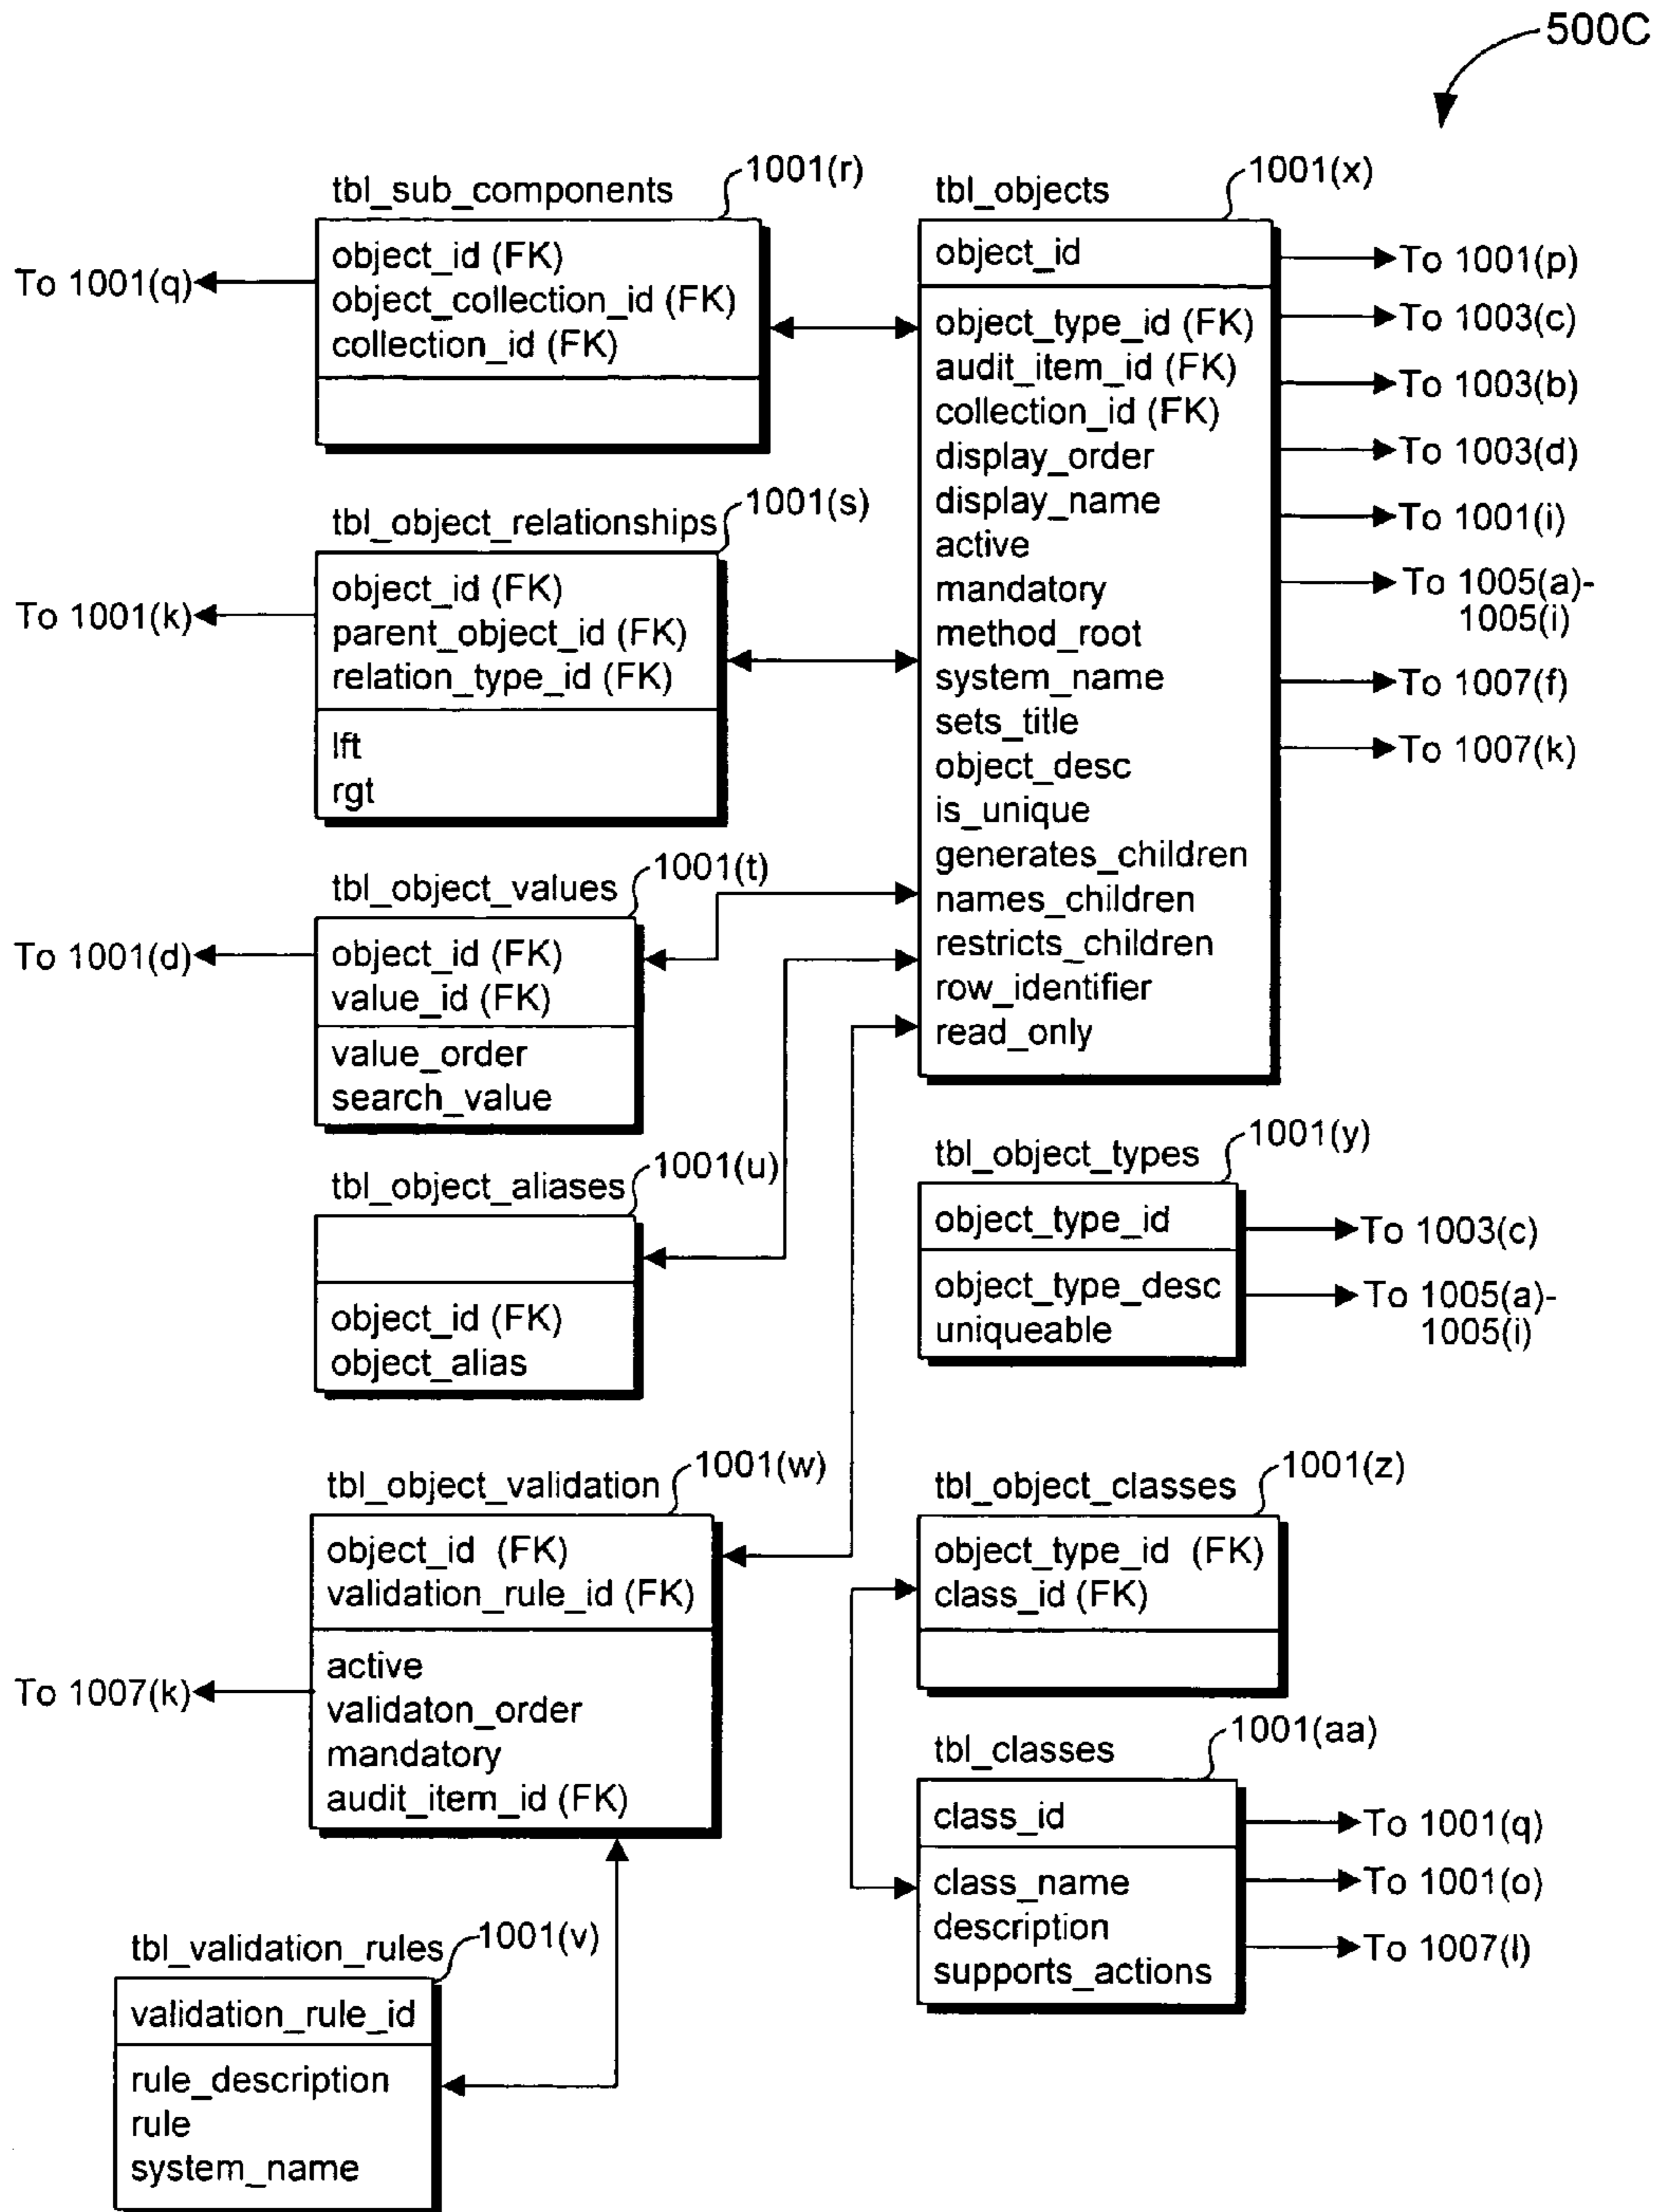 500C
tbl_sub_components
1001(r)
object_id (FK)
object_collection_id (FK)
collection_id (FK)
To 1001(q)
tbl_object_relationships
1001(s)
object_id (FK)
parent_object_id (FK)
relation_type_id (FK)
lft
rgt
To 1001(k)
tbl_object_values
1001(t)
object_id (FK)
value_id (FK)
value_order
search_value
To 1001(d)
tbl_object_aliases
1001(u)
object_id (FK)
object_alias
tbl_object_validation
1001(w)
object_id (FK)
validation_rule_id (FK)
active
validaton_order
mandatory
audit_item_id (FK)
To 1007(k)
tbl_validation_rules
1001(v)
validation_rule_id
rule_description
rule
system_name
tbl_objects
1001(x)
object_id
object_type_id (FK)
audit_item_id (FK)
collection_id (FK)
display_order
display_name
active
mandatory
method_root
system_name
sets_title
object_desc
is_unique
generates_children
names_children
restricts_children
row_identifier
read_only
To 1001(p)
To 1003(c)
To 1003(b)
To 1003(d)
To 1001(i)
To 1005(a)-
1005(i)
To 1007(f)
To 1007(k)
tbl_object_types
1001(y)
object_type_id
object_type_desc
uniqueable
To 1003(c)
To 1005(a)-
1005(i)
tbl_object_classes
1001(z)
object_type_id (FK)
class_id (FK)
tbl_classes
1001(aa)
class_id
class_name
description
supports_actions
To 1001(q)
To 1001(o)
To 1007(l)